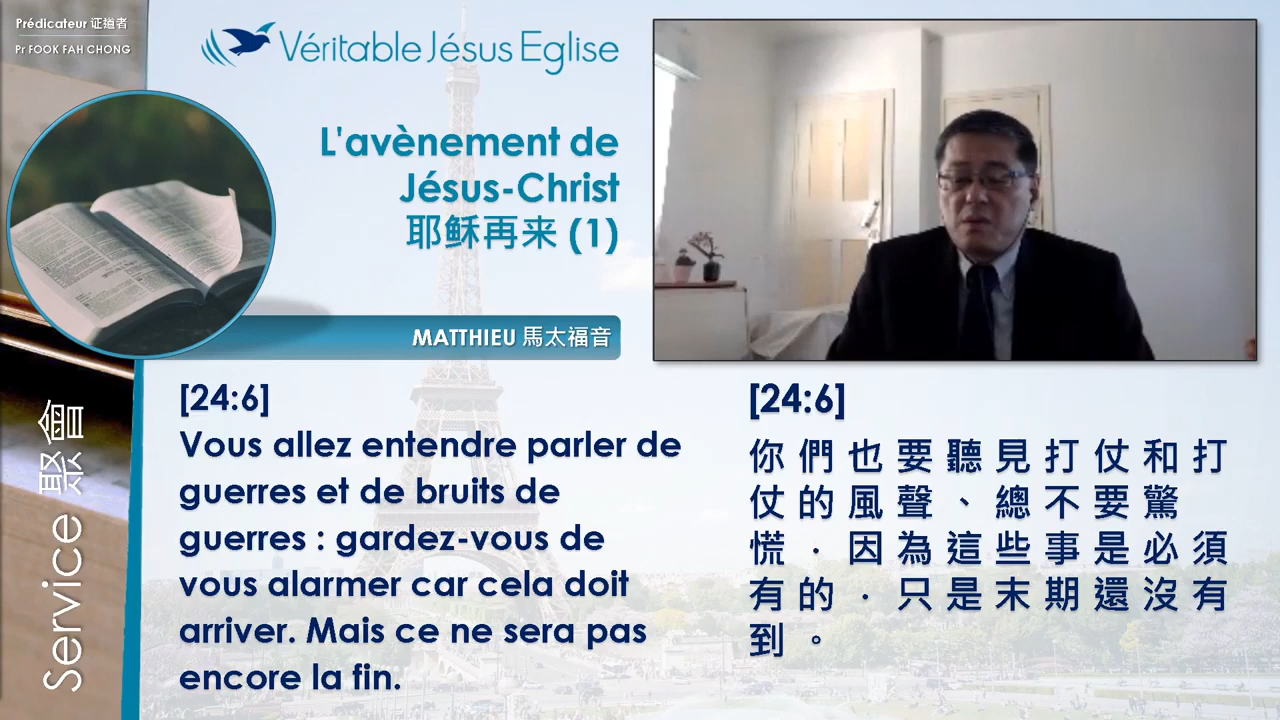 Prédicateur 证道者
Pr FOOK FAH CHONG
Véritable Jésus Eglise
L'avènement de
Jésus-Christ
耶稣再来 (1)
MATTHIEU 馬太福音
Service 聚會
[24:6]
Vous allez entendre parler de
guerres et de bruits de
guerres : gardez-vous de
vous alarmer car cela doit
arriver. Mais ce ne sera pas
encore la fin.
[24:6]
你們也要聽見打仗和打
仗的風聲、總不要驚
慌．因為這些事是必須
有的．只是末期還沒有
到。